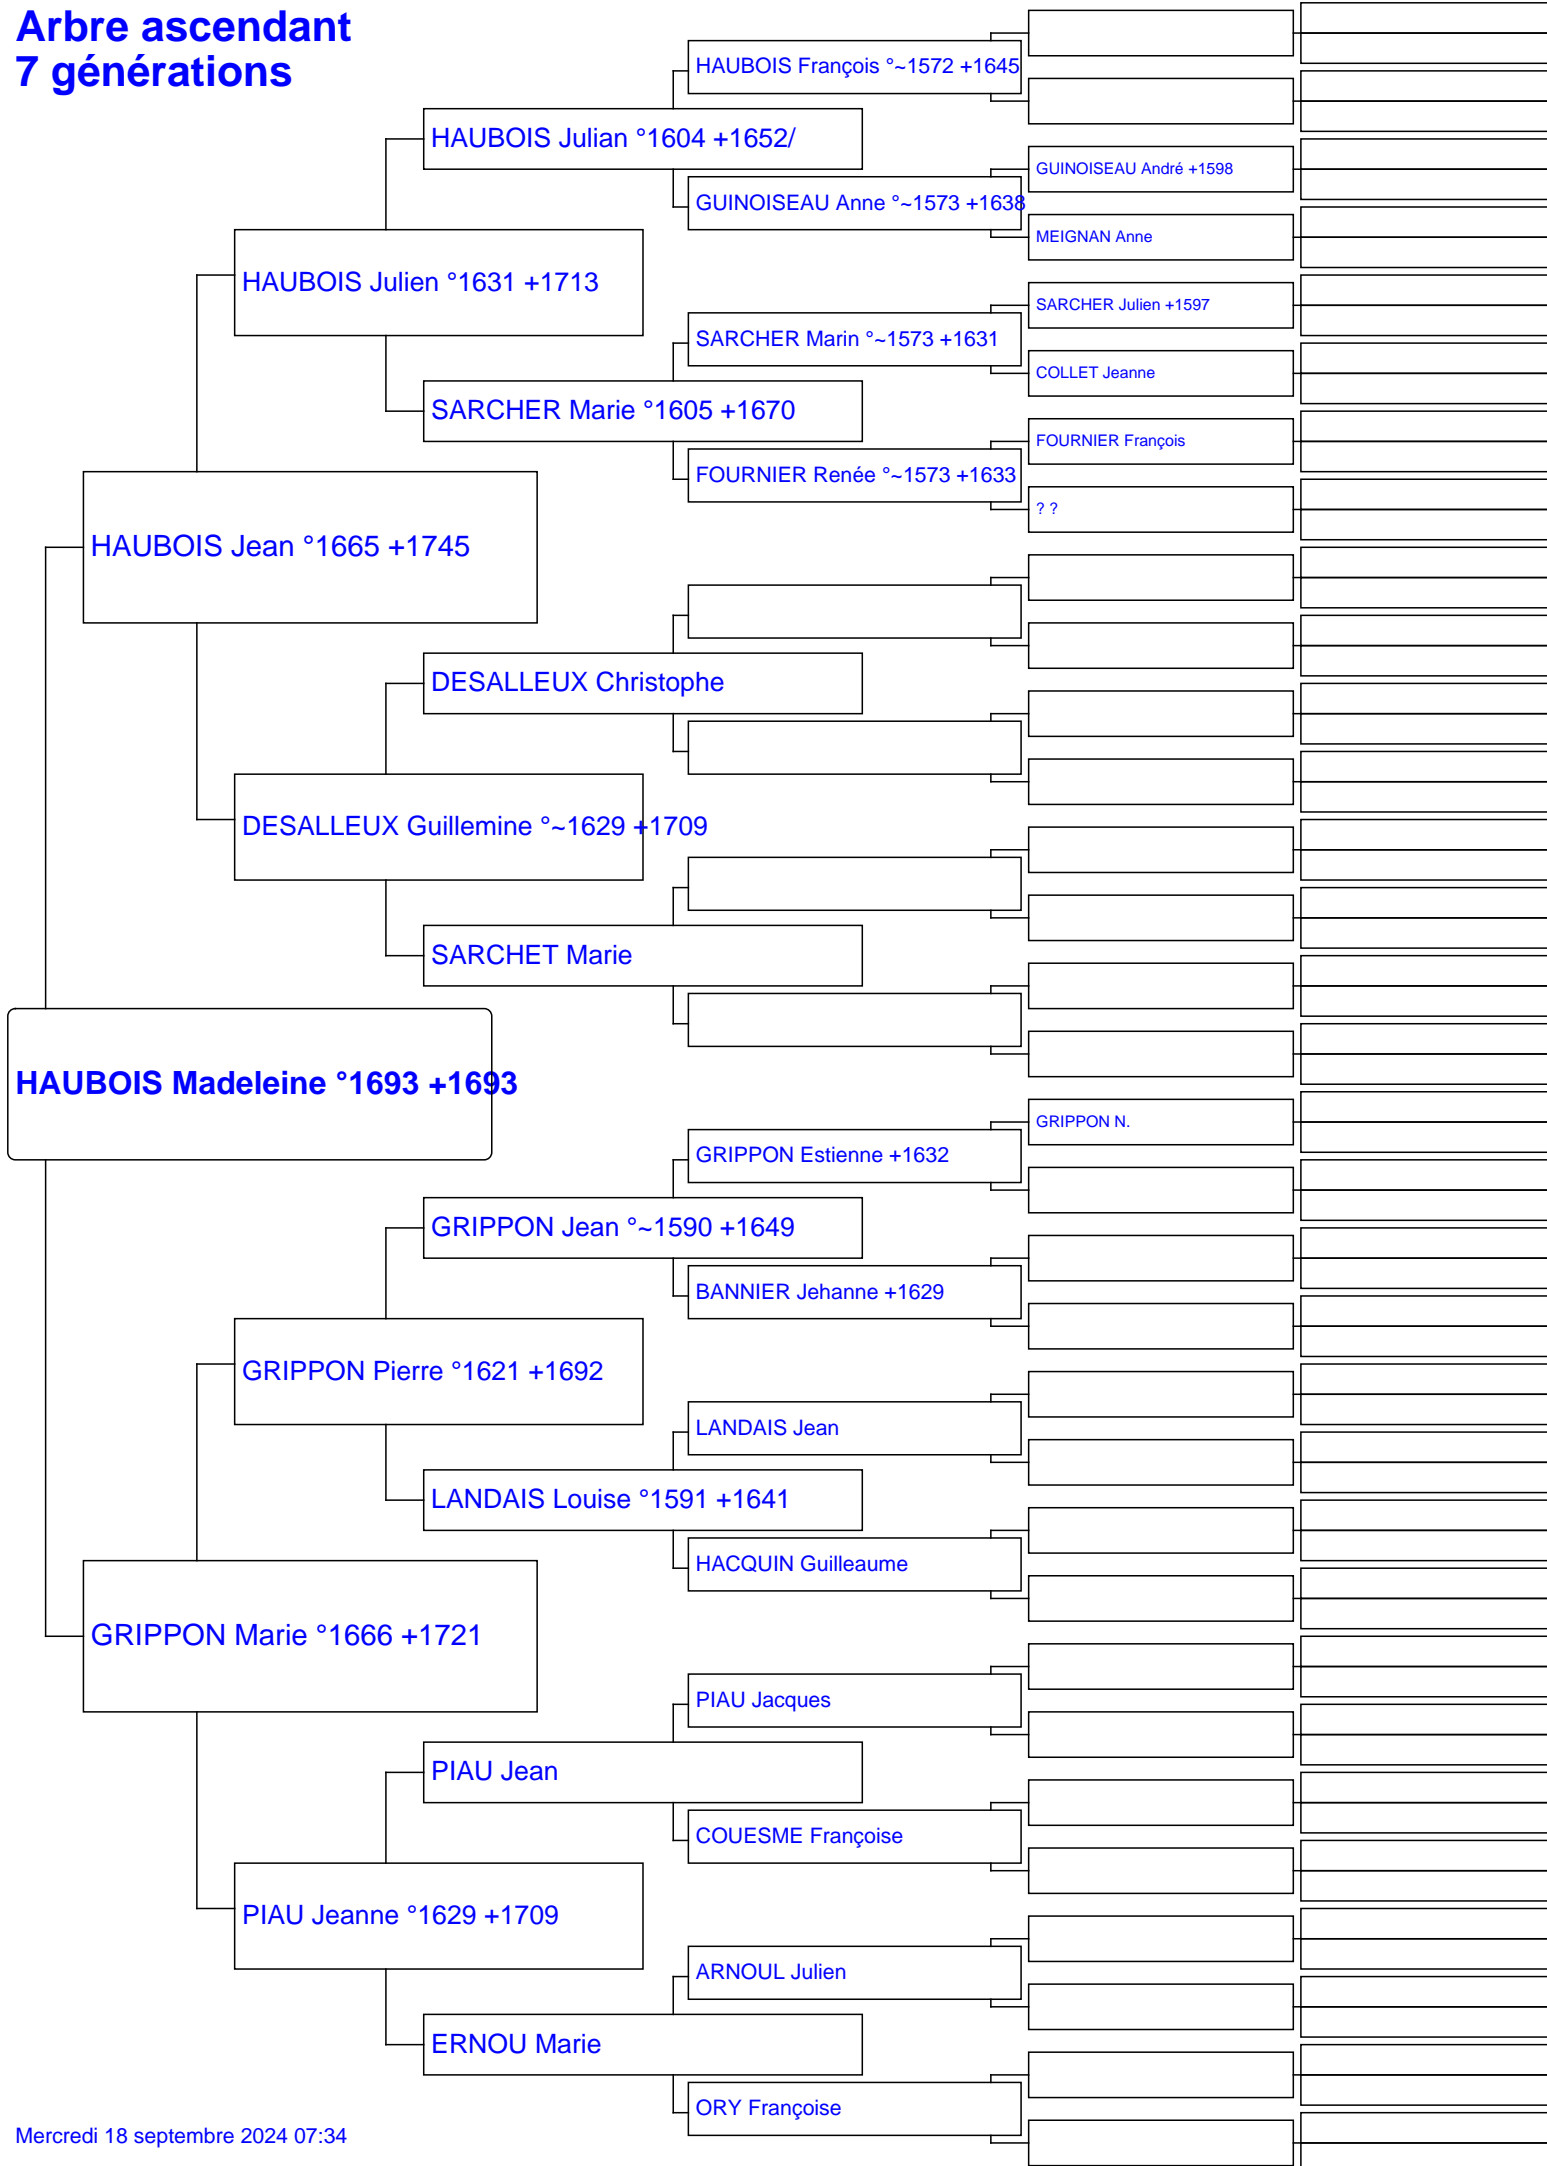 Arbre ascendant
7 générations
HAUBOIS François °~1572 +1645
HAUBOIS Julian °1604 +1652/
GUINOISEAU André +1598
GUINOISEAU Anne °~1573 +1638
MEIGNAN Anne
HAUBOIS Julien °1631 +1713
SARCHER Julien +1597
SARCHER Marin °~1573 +1631
COLLET Jeanne
SARCHER Marie °1605 +1670
FOURNIER François
FOURNIER Renée °~1573 +1633
? ?
HAUBOIS Jean °1665 +1745
DESALLEUX Christophe
DESALLEUX Guillemine °~1629 +1709
SARCHET Marie
HAUBOIS Madeleine °1693 +1693
GRIPPON N.
GRIPPON Estienne +1632
GRIPPON Jean °~1590 +1649
BANNIER Jehanne +1629
GRIPPON Pierre °1621 +1692
LANDAIS Jean
LANDAIS Louise °1591 +1641
HACQUIN Guilleaume
GRIPPON Marie °1666 +1721
PIAU Jacques
PIAU Jean
COUESME Françoise
PIAU Jeanne °1629 +1709
ARNOUL Julien
ERNOU Marie
ORY Françoise
Mercredi 18 septembre 2024 07:34